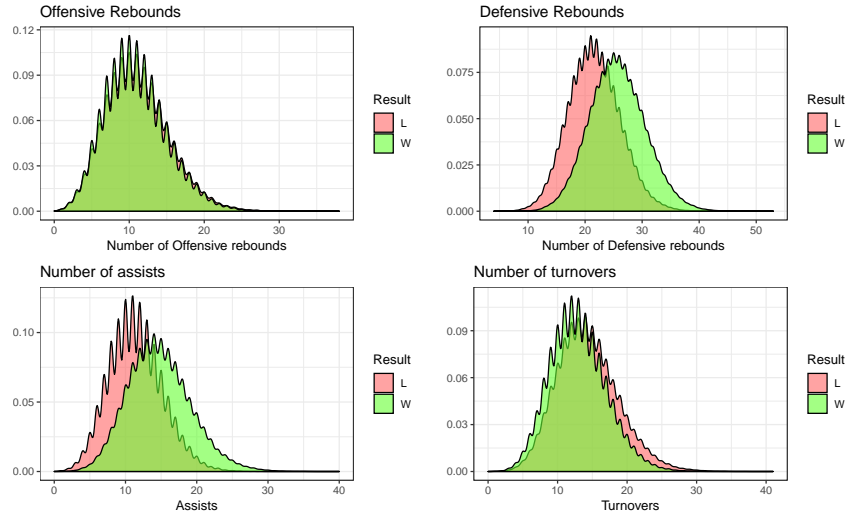 Offensive Rebounds
0.12
0.09
0.06
0.03
0.00
0 10 20 30
Number of Offensive rebounds
Result
L
W
Defensive Rebounds
0.075
0.050
0.025
0.000
10 20 30 40 50
Number of Defensive rebounds
Result
L
W
Number of assists
0.10
0.05
0.00
0 10 20 30 40
Assists
Result
L
W
Number of turnovers
0.09
0.06
0.03
0.00
0 10 20 30 40
Turnovers
Result
L
W